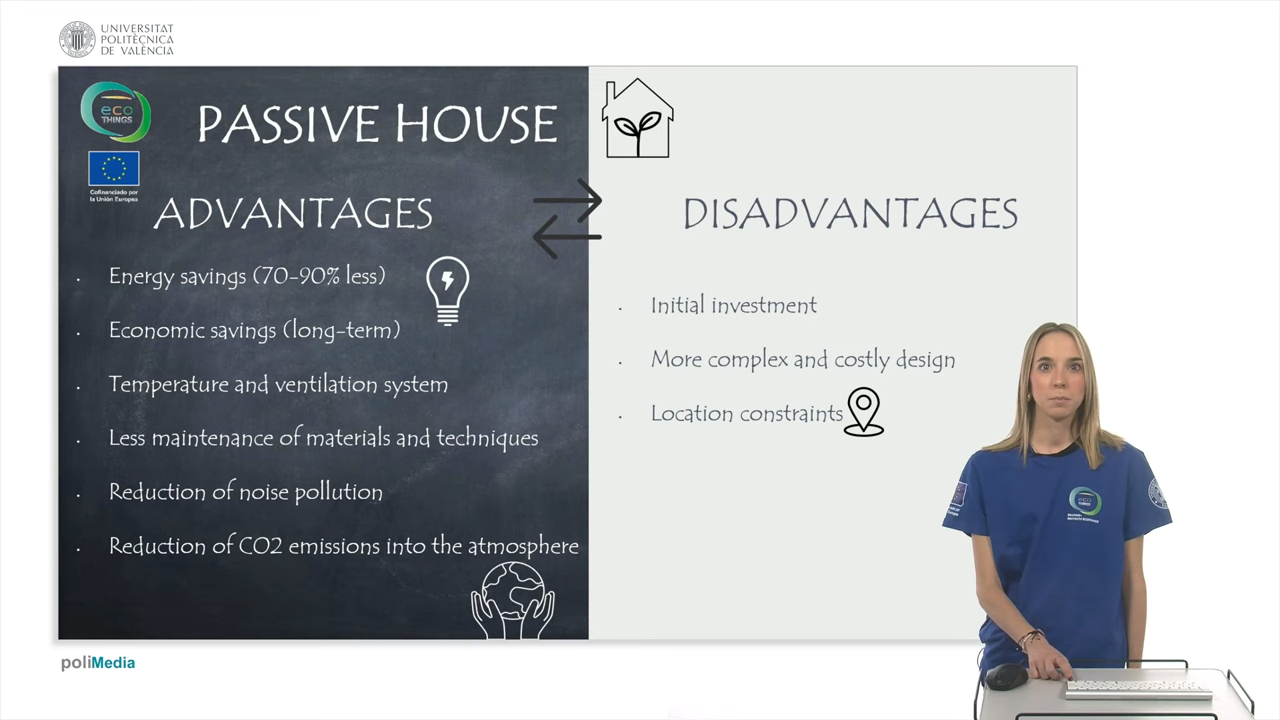 UNIVERSITAT
POLITÈCNICA
DE VALÈNCIA
eco
THINGS
PASSIVE HOUSE
Cofinanciado por
la Unión Europea
ADVANTAGES
Energy savings (70-90% less)
Economic savings (long-term)
Temperature and ventilation system
Less maintenance of materials and techniques
Reduction of noise pollution
Reduction of CO2 emissions into the atmosphere
DISADVANTAGES
Initial investment
More complex and costly design
Location constraints
eco
poliMedia